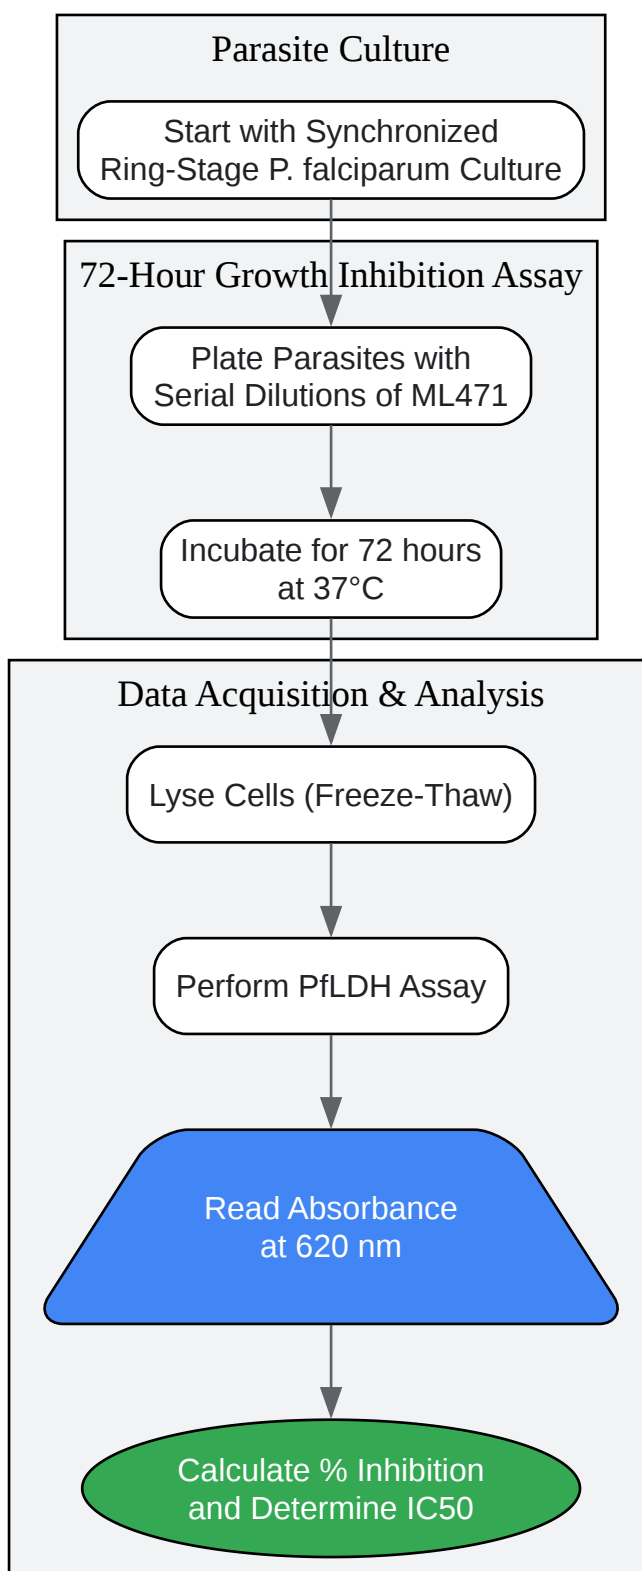 Parasite Culture
Start with Synchronized
Ring-Stage P. falciparum Culture
72-Hour Growth Inhibition Assay
Plate Parasites with
Serial Dilutions of ML471
Incubate for 72 hours
at 37°C
Data Acquisition & Analysis
Lyse Cells (Freeze-Thaw)
Perform PfLDH Assay
Read Absorbance
at 620 nm
Calculate % Inhibition
and Determine IC50